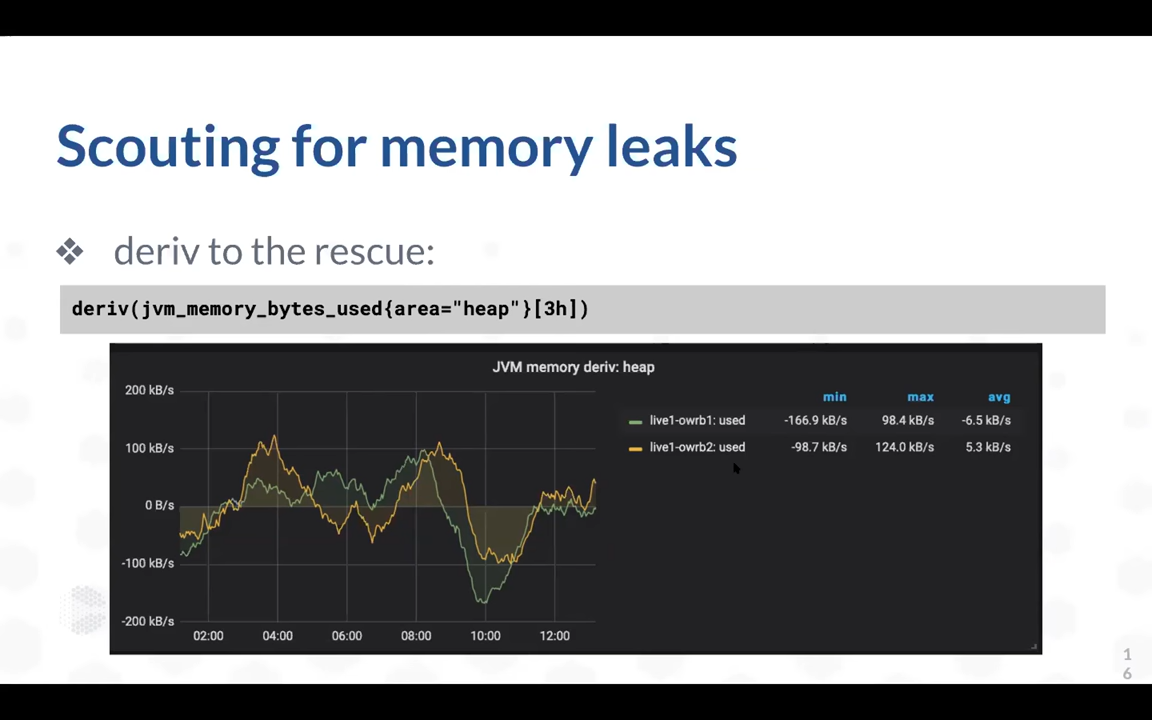 Scouting for memory leaks
❖ deriv to the rescue:
deriv(jvm_memory_bytes_used{area="heap"}[3h])
JVM memory deriv: heap
200 kB/s
100 kB/s
0 B/s
-100 kB/s
-200 kB/s
02:00 04:00 06:00 08:00 10:00 12:00
min max avg
live1-owrb1: used -166.9 kB/s 98.4 kB/s -6.5 kB/s
live1-owrb2: used -98.7 kB/s 124.0 kB/s 5.3 kB/s
1
6